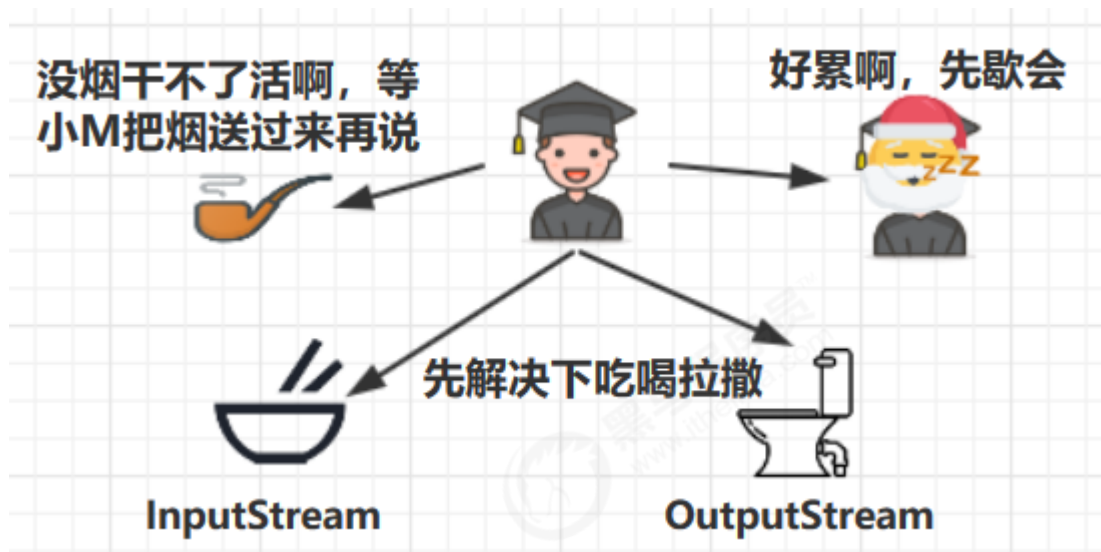 没烟干不了活啊，等
小M把烟送过来再说
好累啊，先歇会
zzz
先解决下吃喝拉撒
InputStream
OutputStream